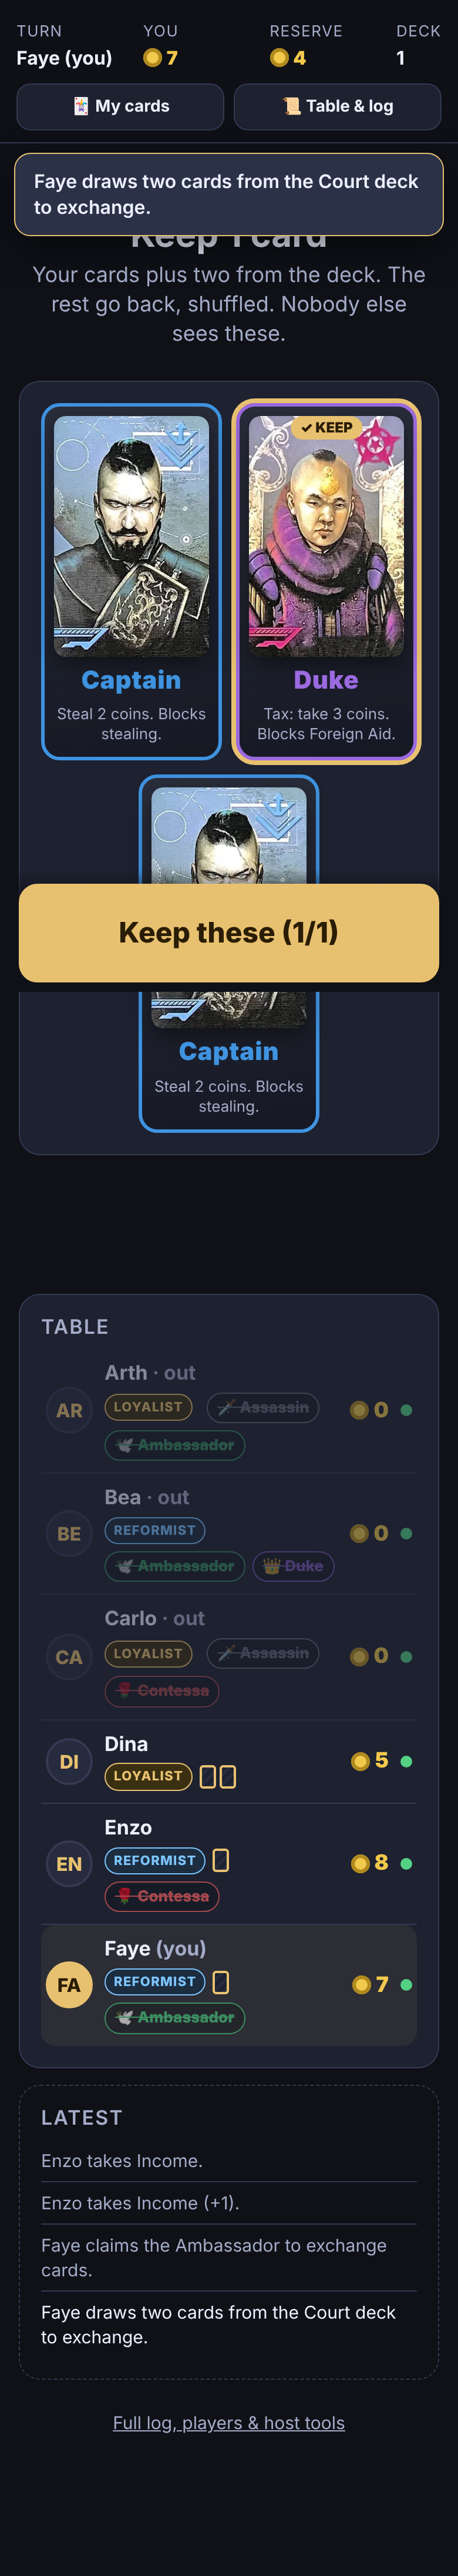 TURN YOU RESERVE DECK
Faye (you) 7 4 1
🃏 My cards 📜 Table & log
Faye draws two cards from the Court deck
to exchange.
Keep 1 card
Your cards plus two from the deck. The
rest go back, shuffled. Nobody else
sees these.
✓ KEEP
Captain Duke
Steal 2 coins. Blocks
stealing.
Tax: take 3 coins.
Blocks Foreign Aid.
Keep these (1/1)
Captain
Steal 2 coins. Blocks
stealing.
TABLE
Arth · out
AR LOYALIST Assassin 0
Ambassador
Bea · out
BE REFORMIST 0
Ambassador Duke
Carlo · out
CA LOYALIST Assassin 0
Contessa
Dina
DI LOYALIST 5
Enzo
EN REFORMIST 8
Contessa
Faye (you)
FA REFORMIST 7
Ambassador
LATEST
Enzo takes Income.
Enzo takes Income (+1).
Faye claims the Ambassador to exchange
cards.
Faye draws two cards from the Court deck
to exchange.
Full log, players & host tools